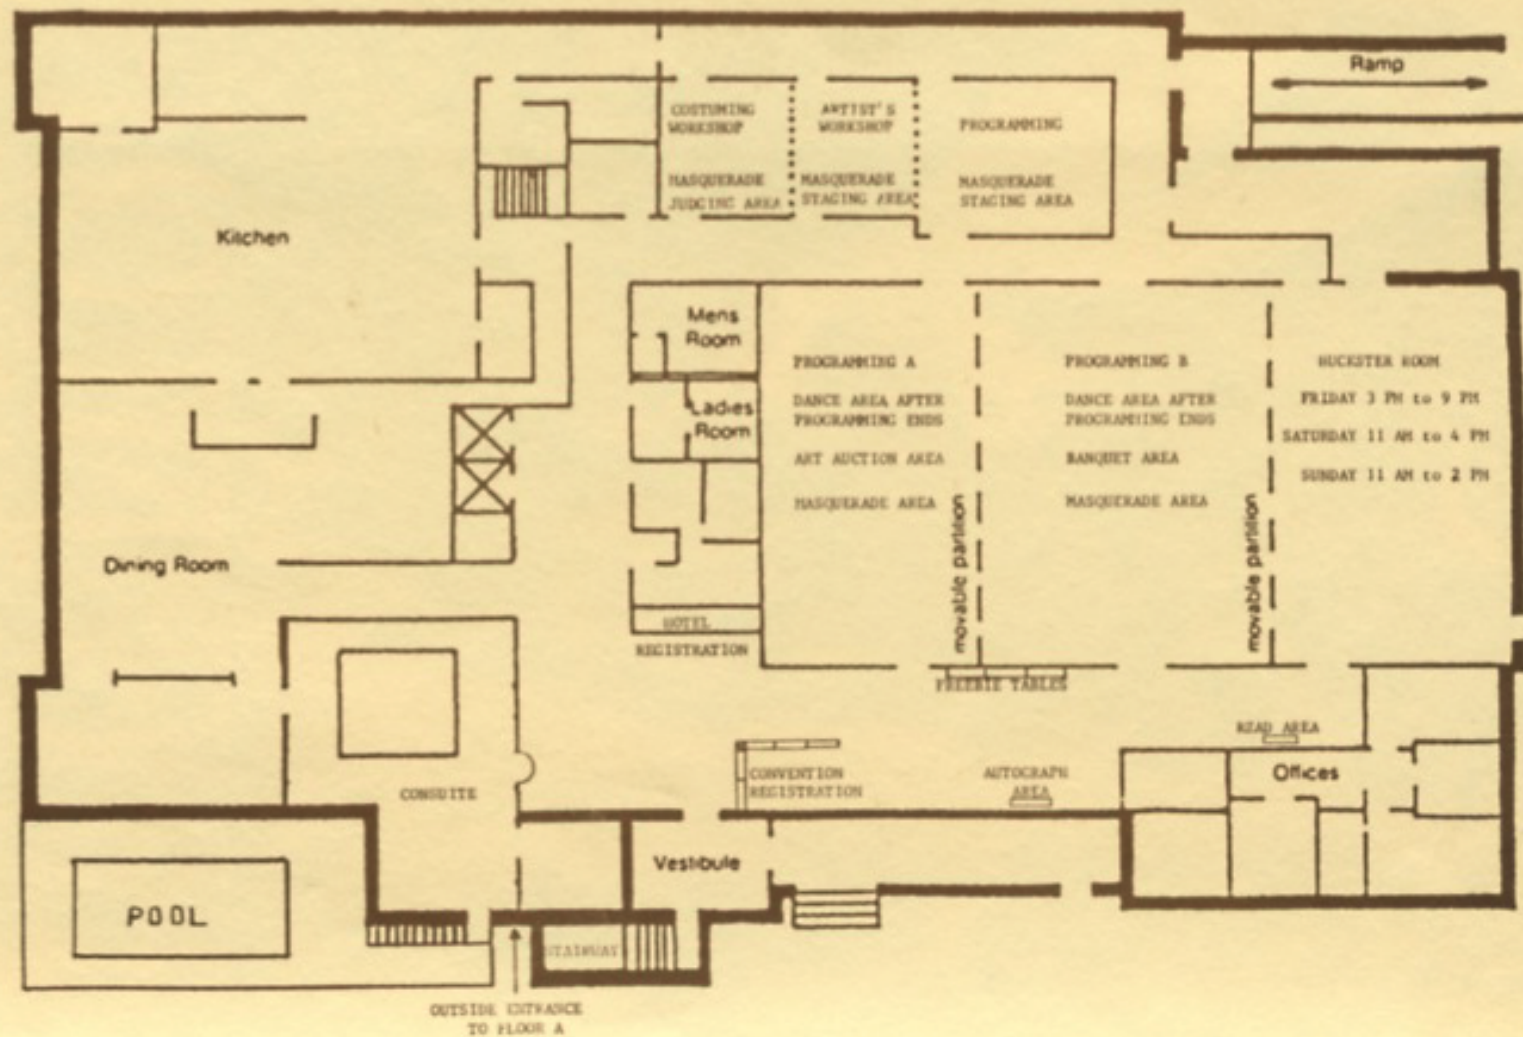 Ramp
COSTUMING
WORKSHOP
MASQUERADE
JUDGING AREA
ARTIST'S
WORKSHOP
MASQUERADE
STAGING AREA
PROGRAMMING
MASQUERADE
STAGING AREA
Kitchen
Mens
Room
Ladies
Room
PROGRAMMING A
DANCE AREA AFTER
PROGRAMMING ENDS
ART AUCTION AREA
MASQUERADE AREA
movable partition
PROGRAMMING B
DANCE AREA AFTER
PROGRAMMING ENDS
BANQUET AREA
MASQUERADE AREA
movable partition
HUCKSTER ROOM
FRIDAY 3 PM to 9 PM
SATURDAY 11 AM to 4 PM
SUNDAY 11 AM to 2 PM
Dining Room
HOTEL
REGISTRATION
FREEBIE TABLES
READ AREA
CONVENTION
REGISTRATION
AUTOGRAPH
AREA
Offices
CONSUITE
Vestibule
POOL
STAIRWAY
OUTSIDE ENTRANCE
TO FLOOR A